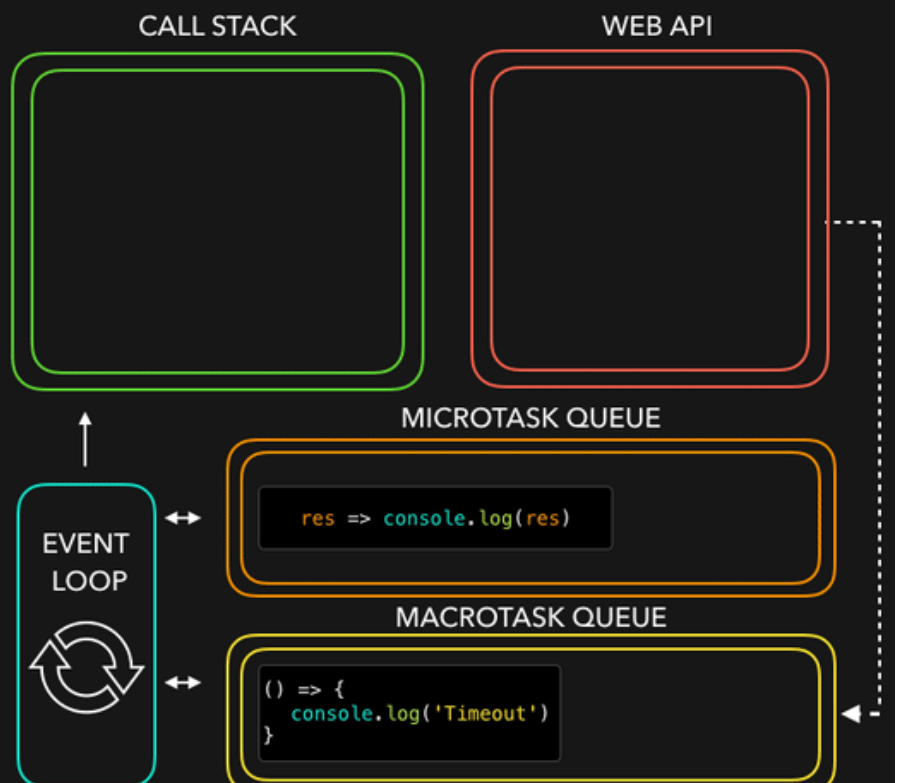 CALL STACK
WEB API
MICROTASK QUEUE
res => console.log(res)
EVENT
LOOP
MACROTASK QUEUE
() => {
console.log('Timeout')
}